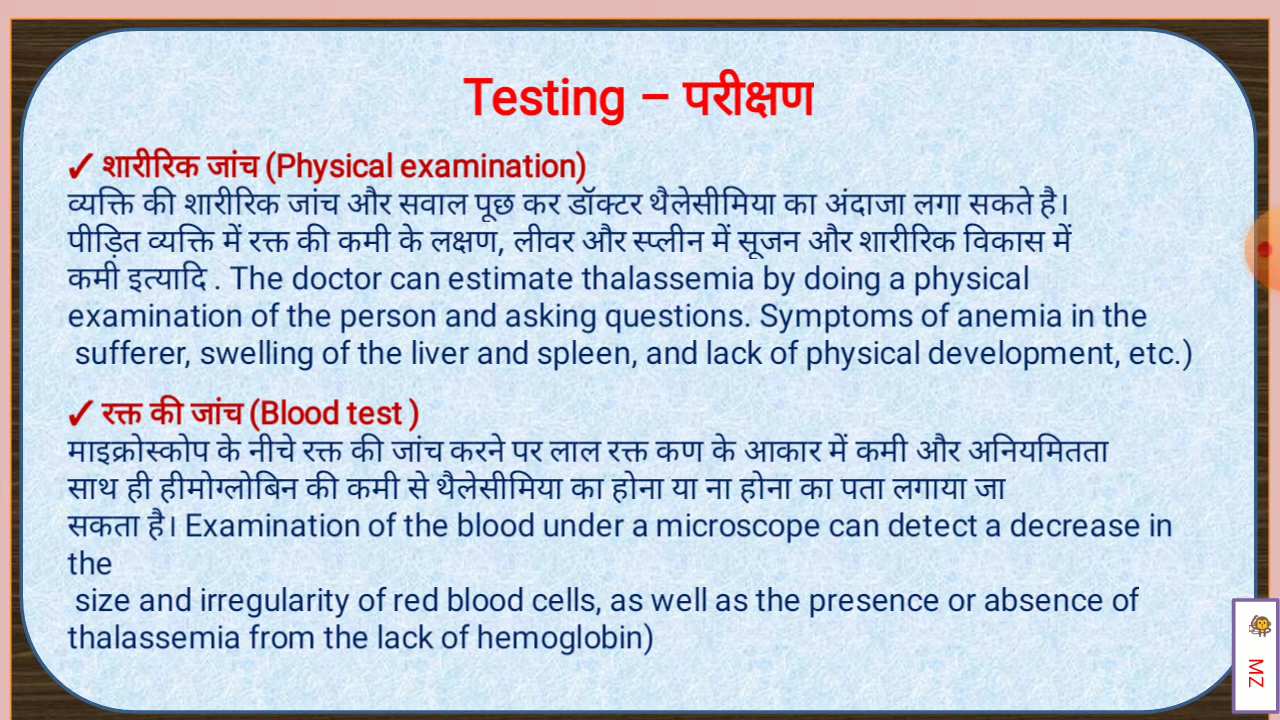 Testing – परीक्षण
✓ शारीरिक जांच (Physical examination)
व्यक्ति की शारीरिक जांच और सवाल पूछ कर डॉक्टर थैलेसीमिया का अंदाजा लगा सकते है।
पीड़ित व्यक्ति में रक्त की कमी के लक्षण, लीवर और स्प्लीन में सूजन और शारीरिक विकास में
कमी इत्यादि . The doctor can estimate thalassemia by doing a physical
examination of the person and asking questions. Symptoms of anemia in the
sufferer, swelling of the liver and spleen, and lack of physical development, etc.)
✓ रक्त की जांच (Blood test )
माइक्रोस्कोप के नीचे रक्त की जांच करने पर लाल रक्त कण के आकार में कमी और अनियमितता
साथ ही हीमोग्लोबिन की कमी से थैलेसीमिया का होना या ना होना का पता लगाया जा
सकता है। Examination of the blood under a microscope can detect a decrease in
the
size and irregularity of red blood cells, as well as the presence or absence of
thalassemia from the lack of hemoglobin)
MZ